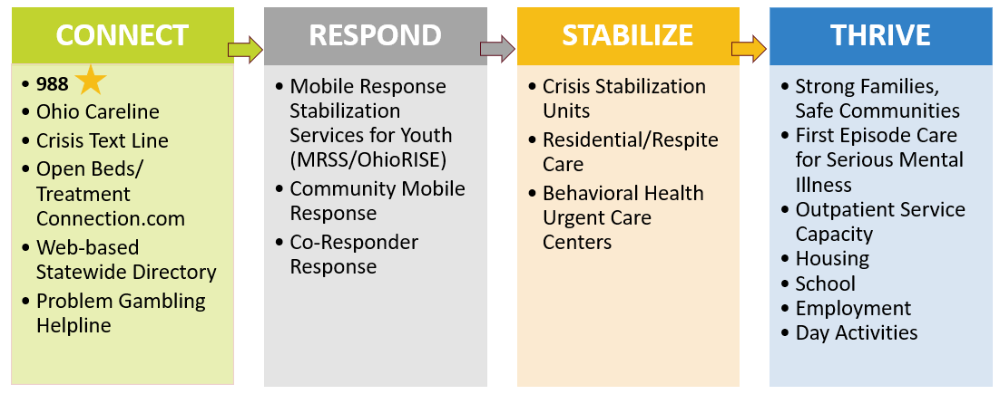 CONNECT
• 988
• Ohio Careline
• Crisis Text Line
• Open Beds/
Treatment
Connection.com
• Web-based
Statewide Directory
• Problem Gambling
Helpline
RESPOND
• Mobile Response
Stabilization
Services for Youth
(MRSS/OhioRISE)
• Community Mobile
Response
• Co-Responder
Response
STABILIZE
• Crisis Stabilization
Units
• Residential/Respite
Care
• Behavioral Health
Urgent Care
Centers
THRIVE
• Strong Families,
Safe Communities
• First Episode Care
for Serious Mental
Illness
• Outpatient Service
Capacity
• Housing
• School
• Employment
• Day Activities